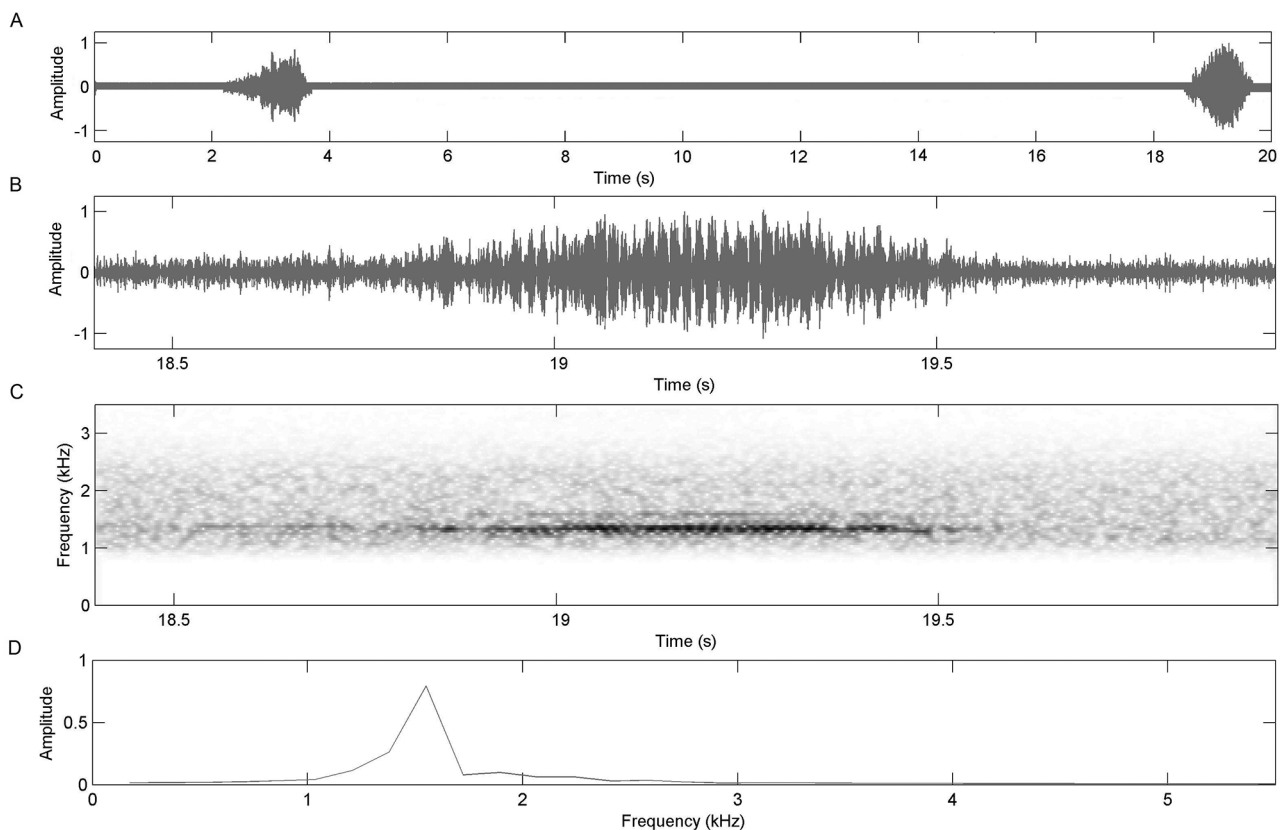 A
Amplitude
1
0
-1
0 2 4 6 8 10 12 14 16 18 20
Time (s)
B
Amplitude
1
0
-1
18.5 19 19.5
Time (s)
C
Frequency (kHz)
3
2
1
0
18.5 19 19.5
Time (s)
D
Amplitude
1
0.5
0
0 1 2 3 4 5
Frequency (kHz)